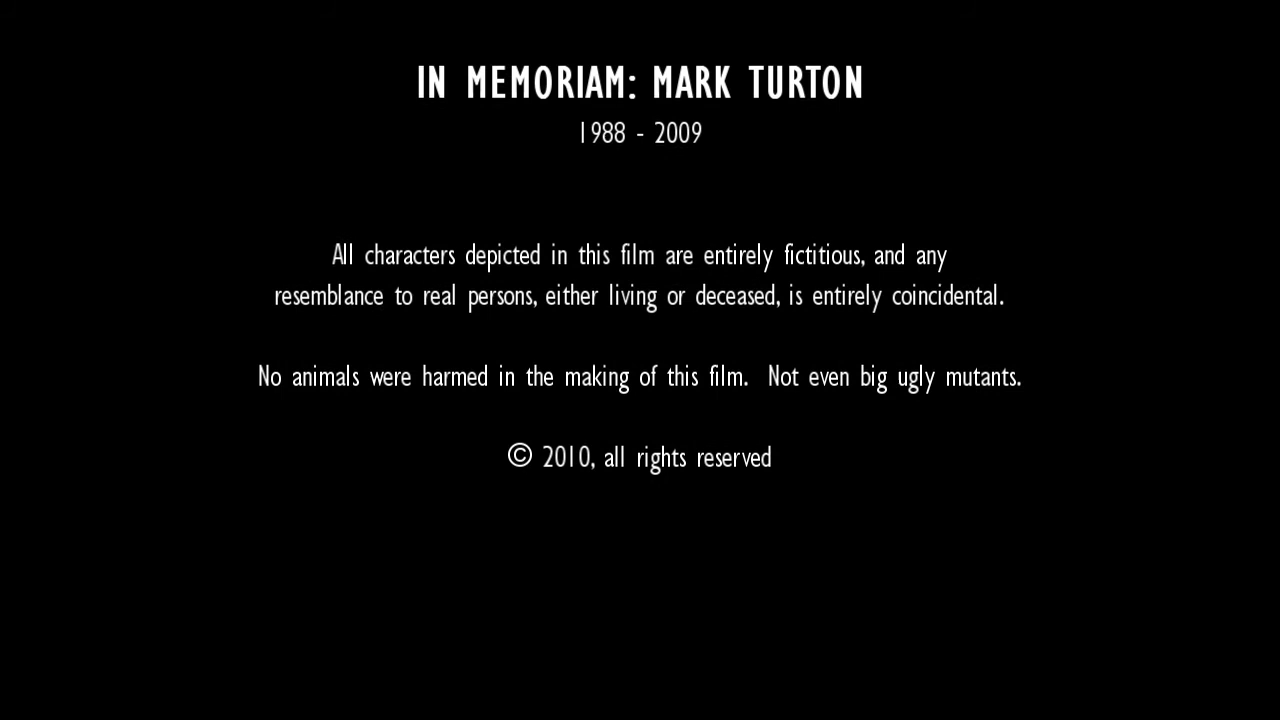 IN MEMORIAM: MARK TURTON
1988 - 2009
All characters depicted in this film are entirely fictitious, and any
resemblance to real persons, either living or deceased, is entirely coincidental.
No animals were harmed in the making of this film.  Not even big ugly mutants.
© 2010, all rights reserved